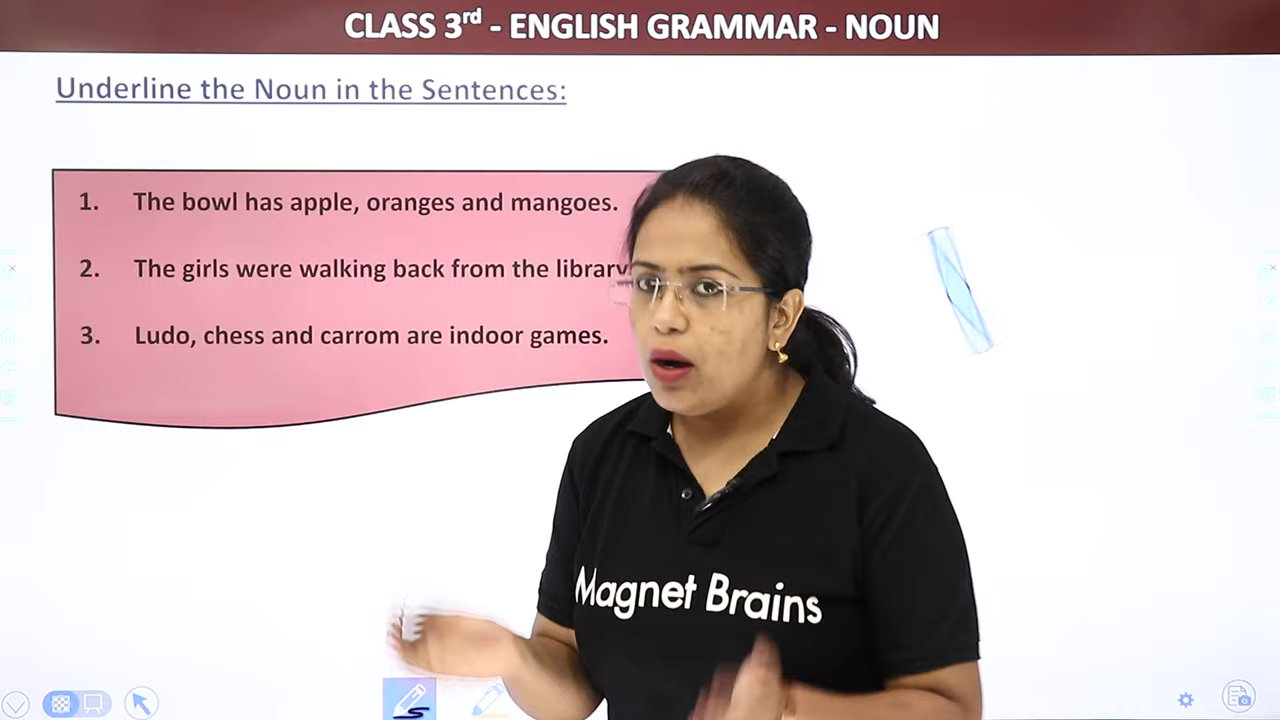 CLASS 3rd - ENGLISH GRAMMAR - NOUN
Underline the Noun in the Sentences:
1. The bowl has apple, oranges and mangoes.
2. The girls were walking back from the library
3. Ludo, chess and carrom are indoor games.
Magnet Brains